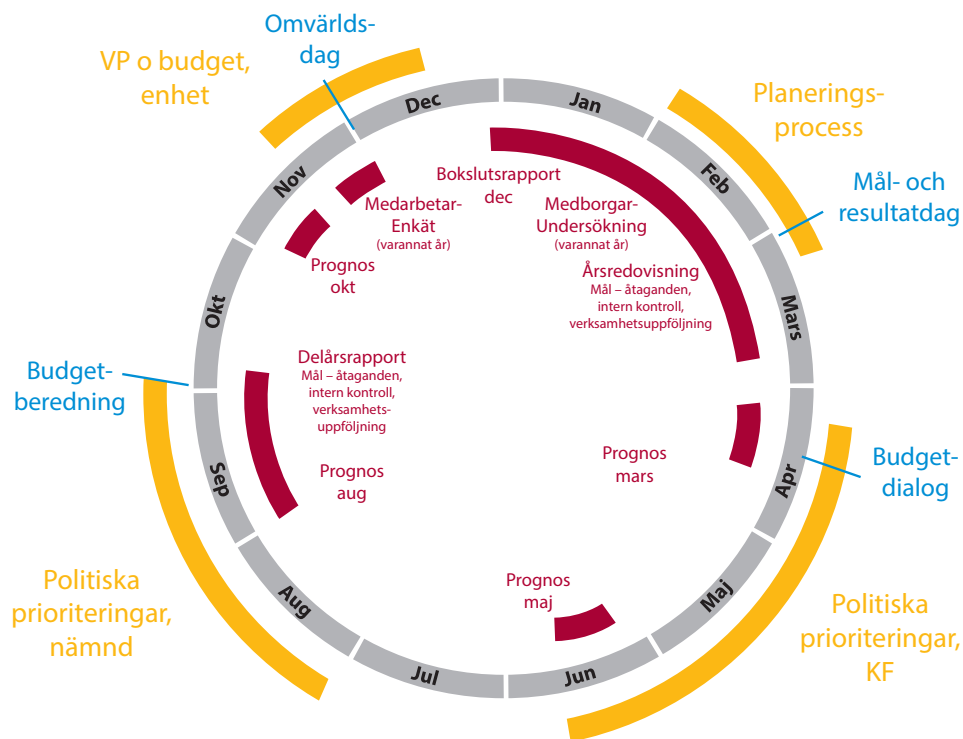 Omvärlds-
dag
VP o budget,
enhet
Planerings-
process
Mål- och
resultatdag
Budget-
dialog
Politiska
prioriteringar,
KF
Politiska
prioriteringar,
nämnd
Budget-
beredning
Jan
Feb
Mars
Apr
Maj
Jun
Jul
Aug
Sep
Okt
Nov
Dec
Bokslutsrapport
dec
Medborgar-
Undersökning
(varannat år)
Årsredovisning
Mål – åtaganden,
intern kontroll,
verksamhetsuppföljning
Prognos
mars
Prognos
maj
Prognos
aug
Delårsrapport
Mål – åtaganden,
intern kontroll,
verksamhets-
uppföljning
Prognos
okt
Medarbetar-
Enkät
(varannat år)